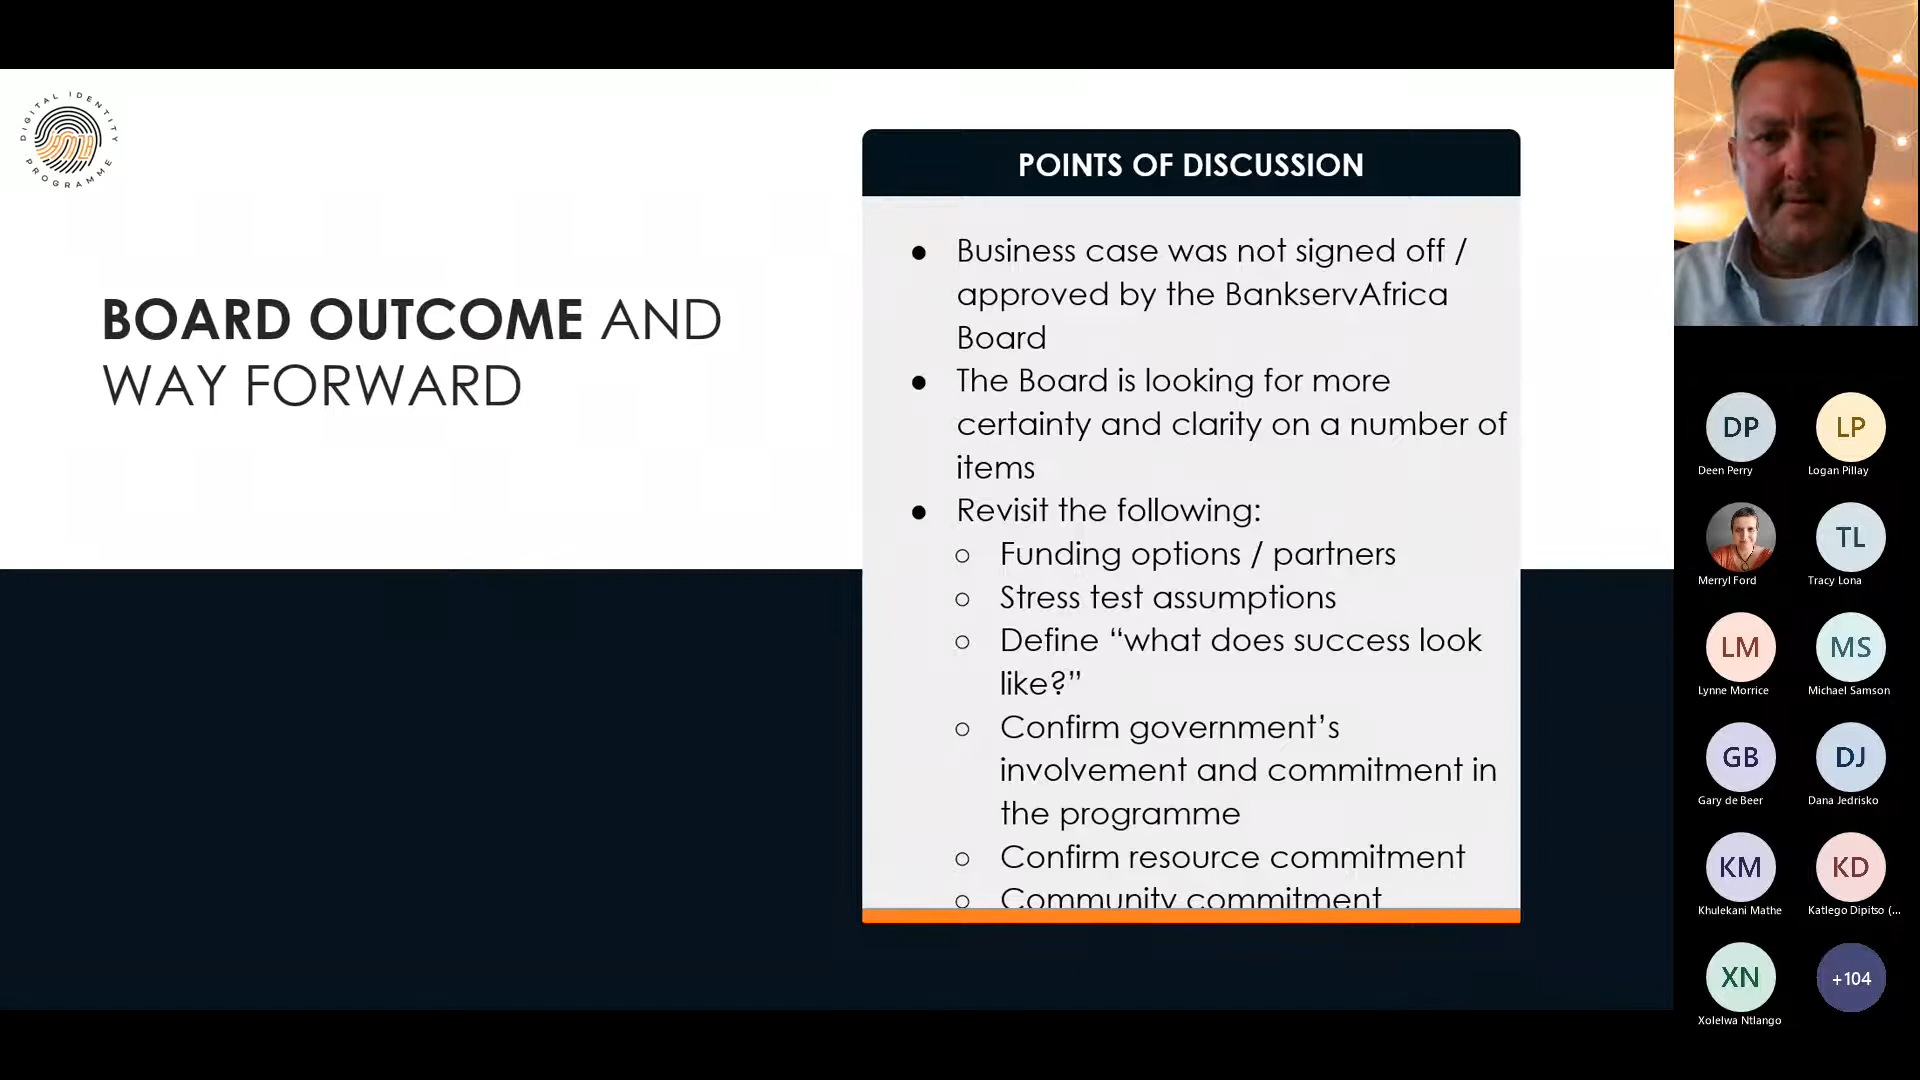 DIGITAL IDENTITY
PROGRAMME
BOARD OUTCOME AND
WAY FORWARD
POINTS OF DISCUSSION
● Business case was not signed off /
approved by the BankservAfrica
Board
● The Board is looking for more
certainty and clarity on a number of
items
● Revisit the following:
○ Funding options / partners
○ Stress test assumptions
○ Define “what does success look
like?”
○ Confirm government’s
involvement and commitment in
the programme
○ Confirm resource commitment
○ Community commitment
DP
Deen Perry
LP
Logan Pillay
Merryl Ford
TL
Tracy Lona
LM
Lynne Morrice
MS
Michael Samson
GB
Gary de Beer
DJ
Dana Jedrisko
KM
Khulekani Mathe
KD
Katlego Dipitso (...
XN
Xolelwa Ntlango
+104